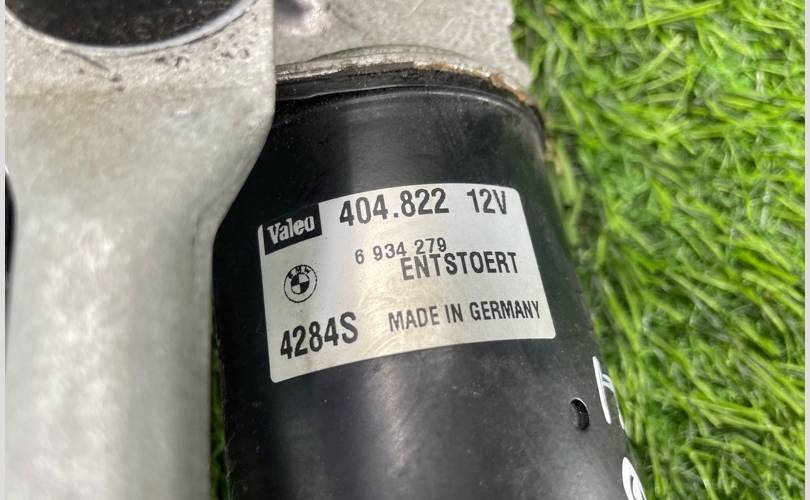 Valeo 404.822 12V
6 934 279
ENTSTOERT
4284S MADE IN GERMANY